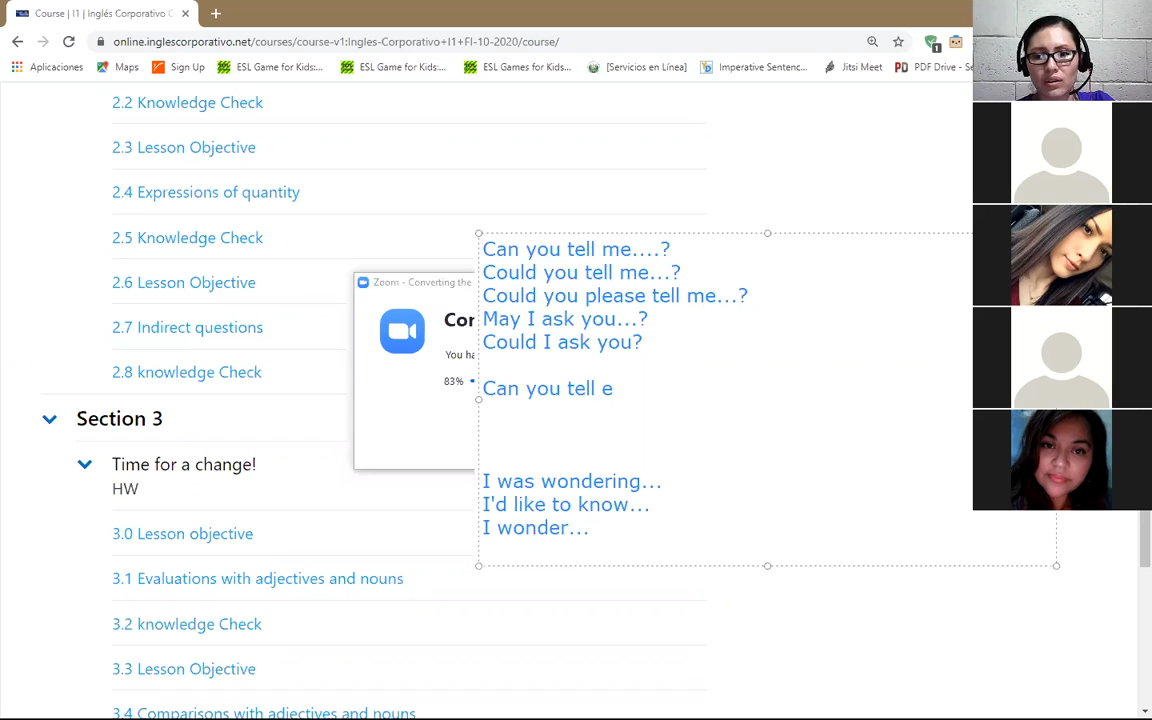 Course | I1 | Inglés Corporativo C
online.inglescorporativo.net/courses/course-v1:Ingles-Corporativo+I1+FI-10-2020/course/
1
Aplicaciones
Maps
Sign Up
ESL Game for Kids:...
ESL Game for Kids:...
ESL Games for Kids:...
[Servicios en Línea]
Imperative Sentenc...
Jitsi Meet
PD
PDF Drive - Se
2.2 Knowledge Check
2.3 Lesson Objective
2.4 Expressions of quantity
2.5 Knowledge Check
2.6 Lesson Objective
2.7 Indirect questions
2.8 knowledge Check
Section 3
Time for a change!
HW
3.0 Lesson objective
3.1 Evaluations with adjectives and nouns
3.2 knowledge Check
3.3 Lesson Objective
3.4 Comparisons with adjectives and nouns
Zoom - Converting the
Con
You ha
83%
Can you tell me....?
Could you tell me...?
Could you please tell me...?
May I ask you...?
Could I ask you?
Can you tell e
I was wondering...
I'd like to know...
I wonder...